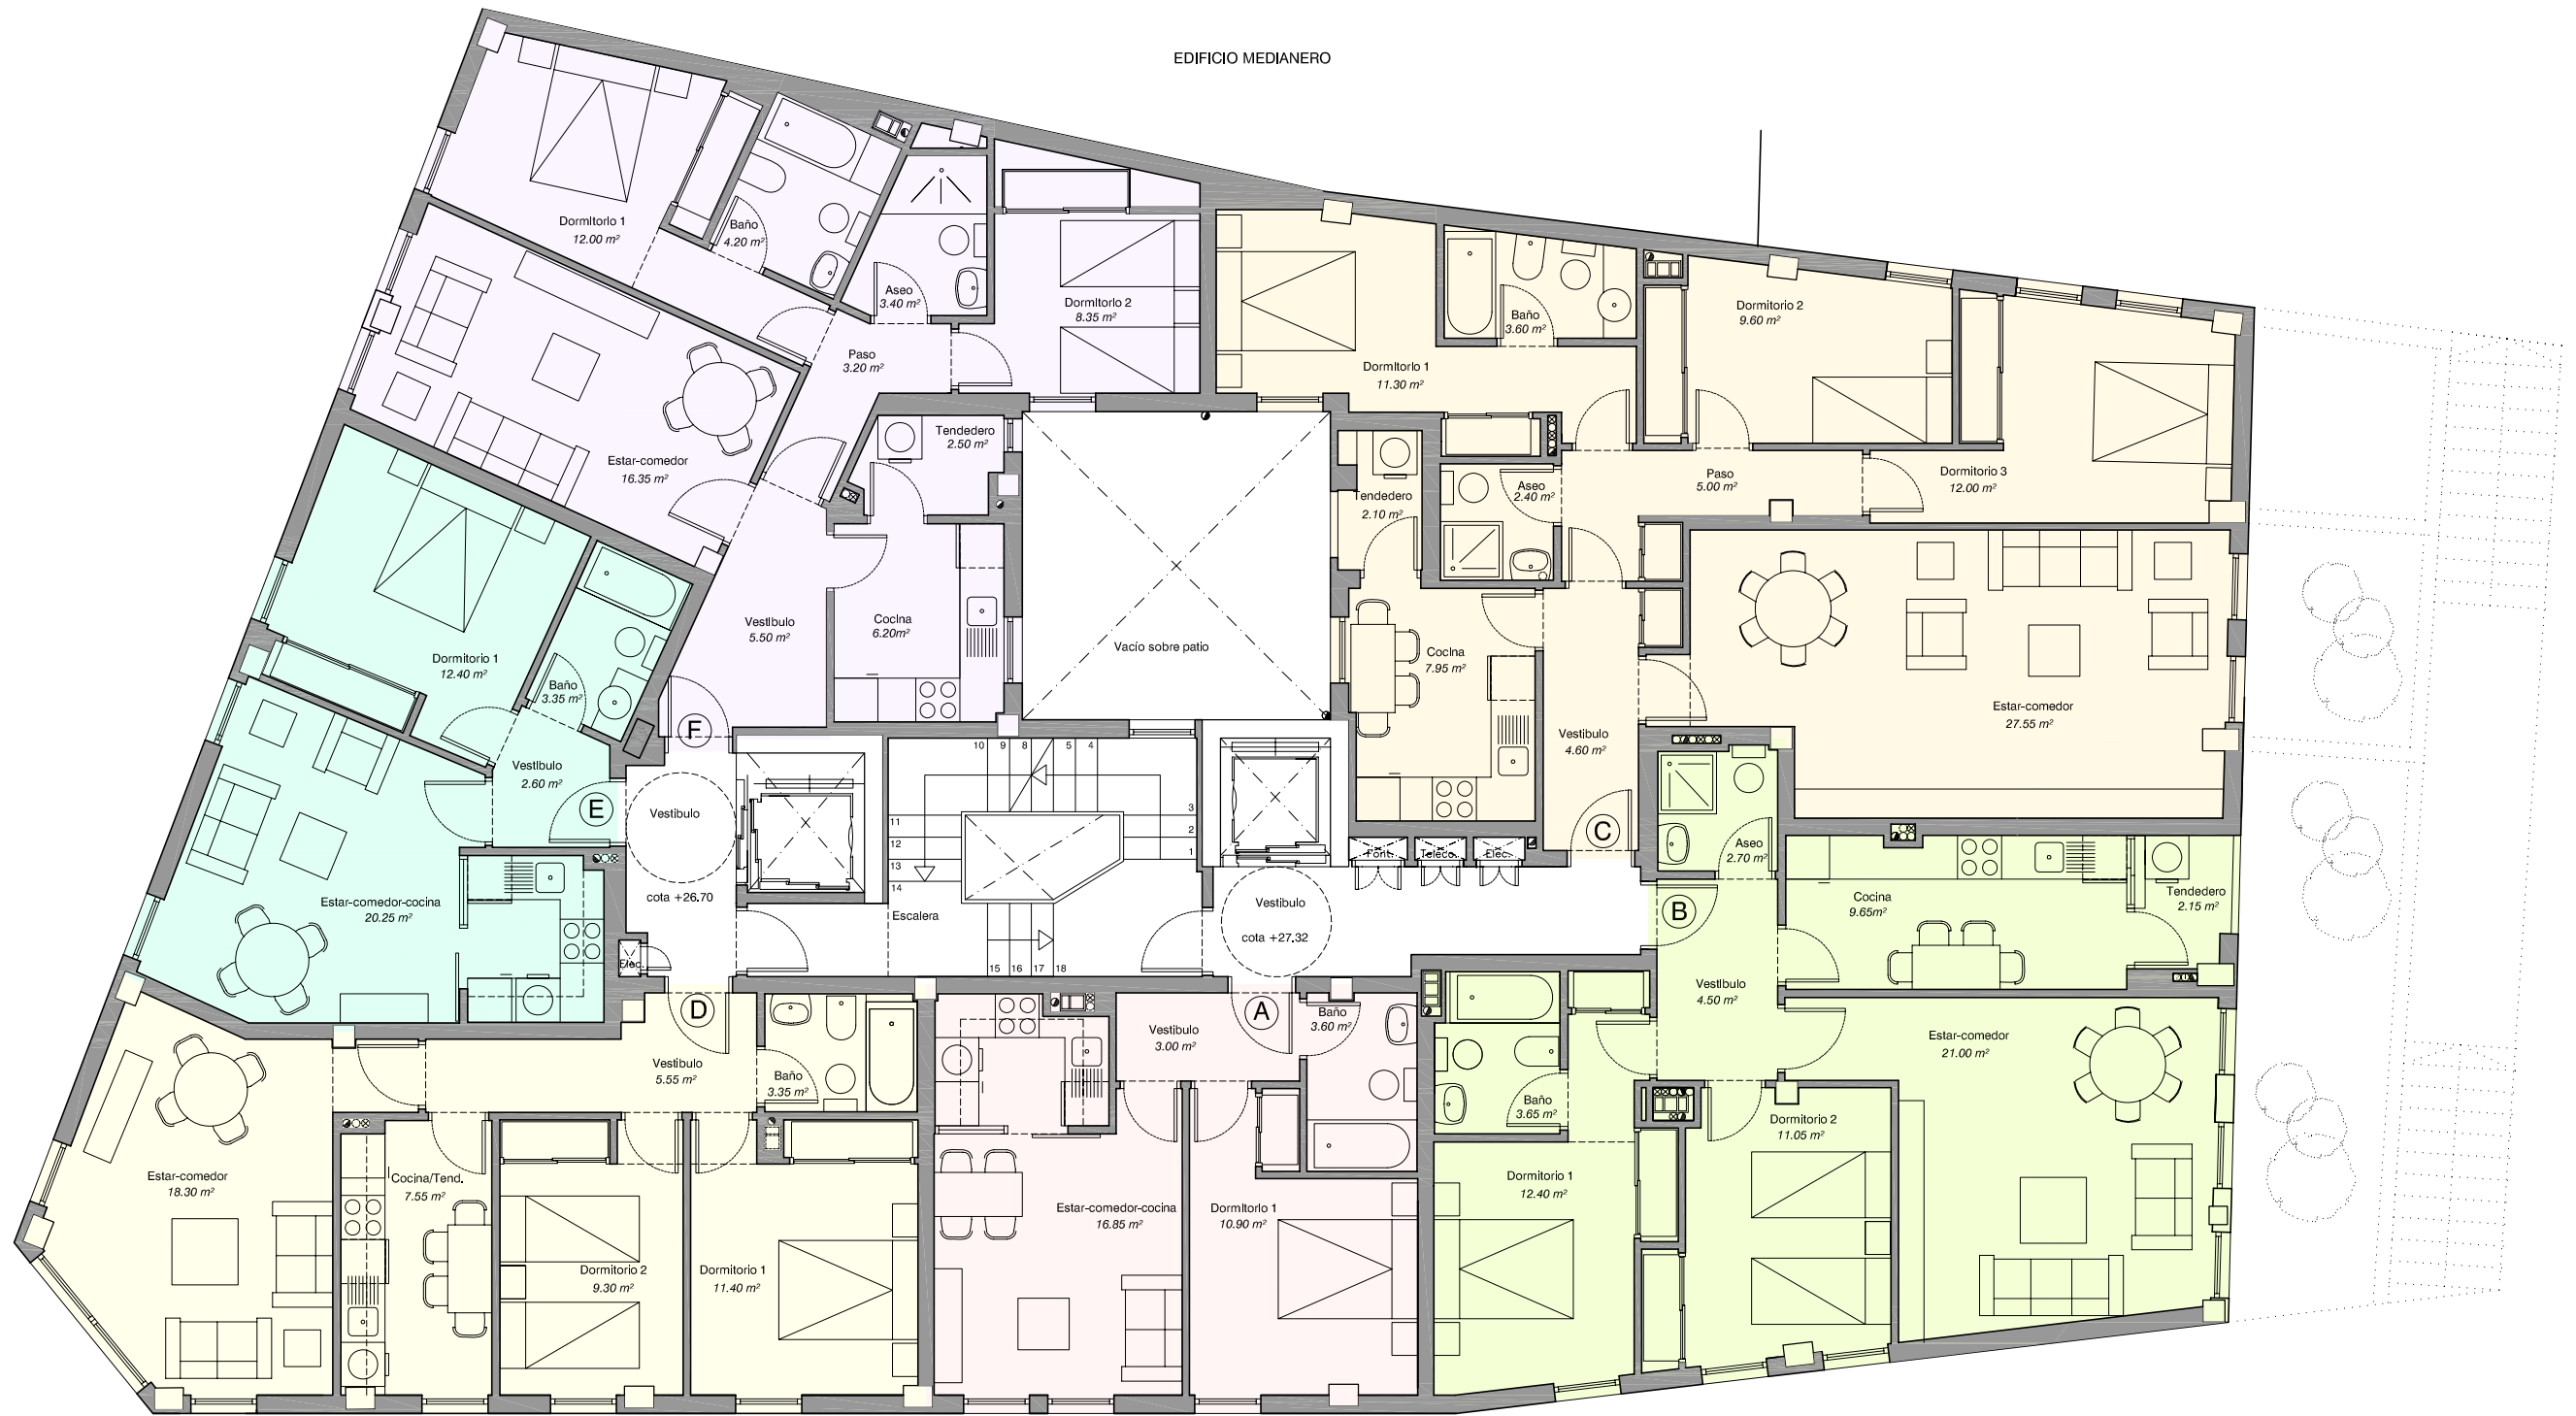 EDIFICIO MEDIANERO
Dormitorio 1
12.00 m²
Baño
4.20 m²
Aseo
3.40 m²
Dormitorio 2
8.35 m²
Paso
3.20 m²
Estar-comedor
16.35 m²
Tendedero
2.50 m²
Vestibulo
5.50 m²
Cocina
6.20m²
F
Dormitorio 1
11.30 m²
Baño
3.60 m²
Dormitorio 2
9.60 m²
Dormitorio 3
12.00 m²
Paso
5.00 m²
Aseo
2.40 m²
Tendedero
2.10 m²
Cocina
7.95 m²
Vestibulo
4.60 m²
Estar-comedor
27.55 m²
C
Vacío sobre patio
Dormitorio 1
12.40 m²
Baño
3.35 m²
Vestibulo
2.60 m²
E
Estar-comedor-cocina
20.25 m²
Vestibulo
cota +26.70
Elec.
10
9
8
5
4
3
2
1
11
12
13
14
Escalera
15
16
17
18
Vestibulo
cota +27.32
Font.
Teleco.
Elec.
B
Aseo
2.70 m²
Cocina
9.65m²
Tendedero
2.15 m²
Vestibulo
4.50 m²
Estar-comedor
21.00 m²
Baño
3.65 m²
Dormitorio 1
12.40 m²
Dormitorio 2
11.05 m²
D
Vestibulo
5.55 m²
Baño
3.35 m²
Estar-comedor
18.30 m²
Cocina/Tend.
7.55 m²
Dormitorio 2
9.30 m²
Dormitorio 1
11.40 m²
A
Vestibulo
3.00 m²
Baño
3.60 m²
Estar-comedor-cocina
16.85 m²
Dormitorio 1
10.90 m²